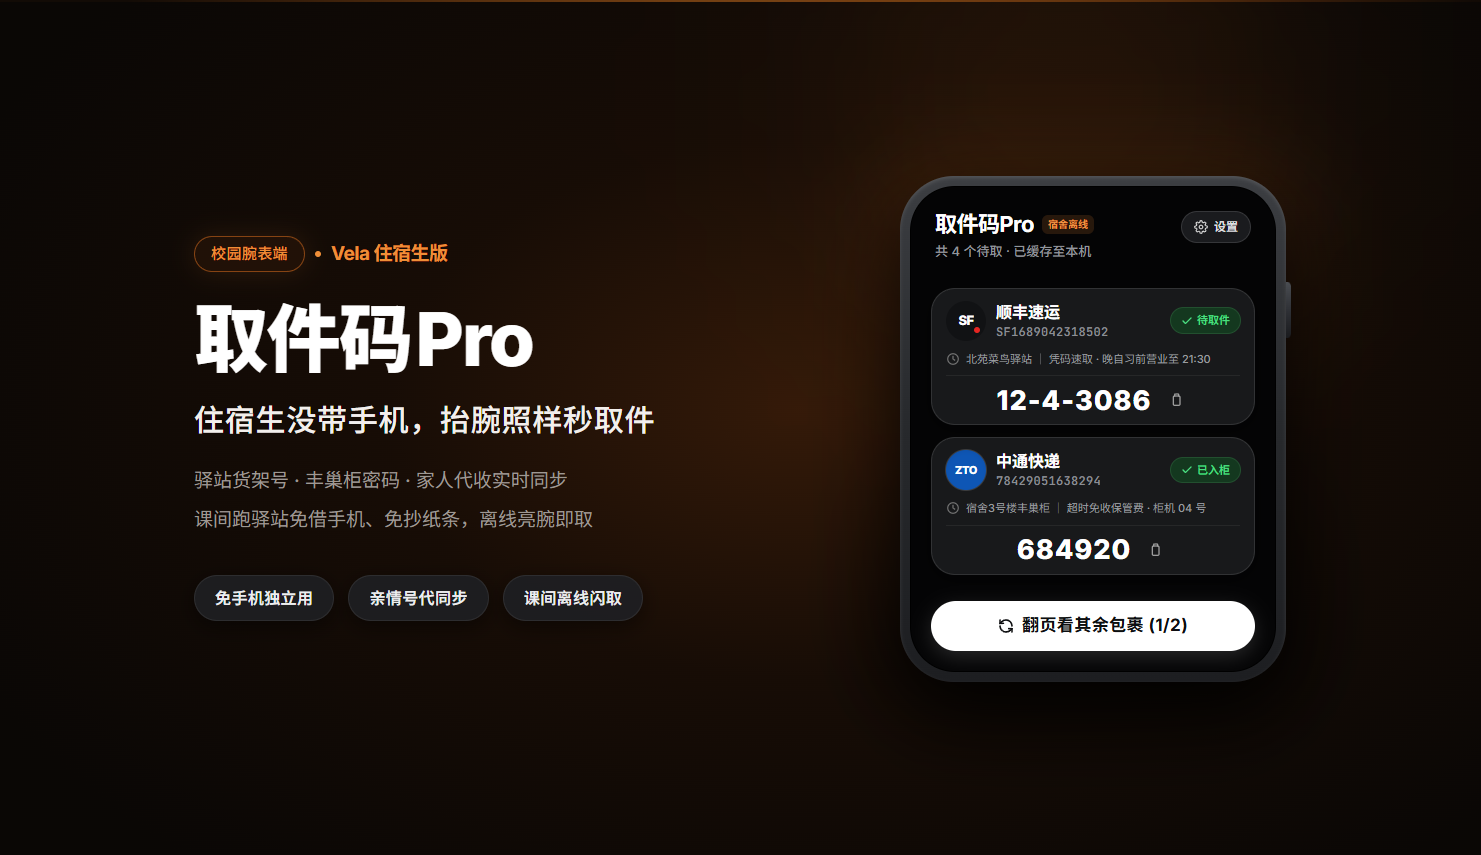 校园腕表端 • Vela 住宿生版
取件码Pro
住宿生没带手机，抬腕照样秒取件
驿站货架号 · 丰巢柜密码 · 家人代收实时同步
课间跑驿站免借手机、免抄纸条，离线亮腕即取
免手机独立用 亲情号代同步 课间离线闪取
取件码Pro 宿舍离线
设置
共 4 个待取 · 已缓存至本机
SF
顺丰速运
SF1689042318502
待取件
北苑菜鸟驿站 | 凭码速取 · 晚自习前营业至 21:30
12-4-3086
ZTO
中通快递
78429051638294
已入柜
宿舍3号楼丰巢柜 | 超时免收保管费 · 柜机 04 号
684920
翻页看其余包裹 (1/2)